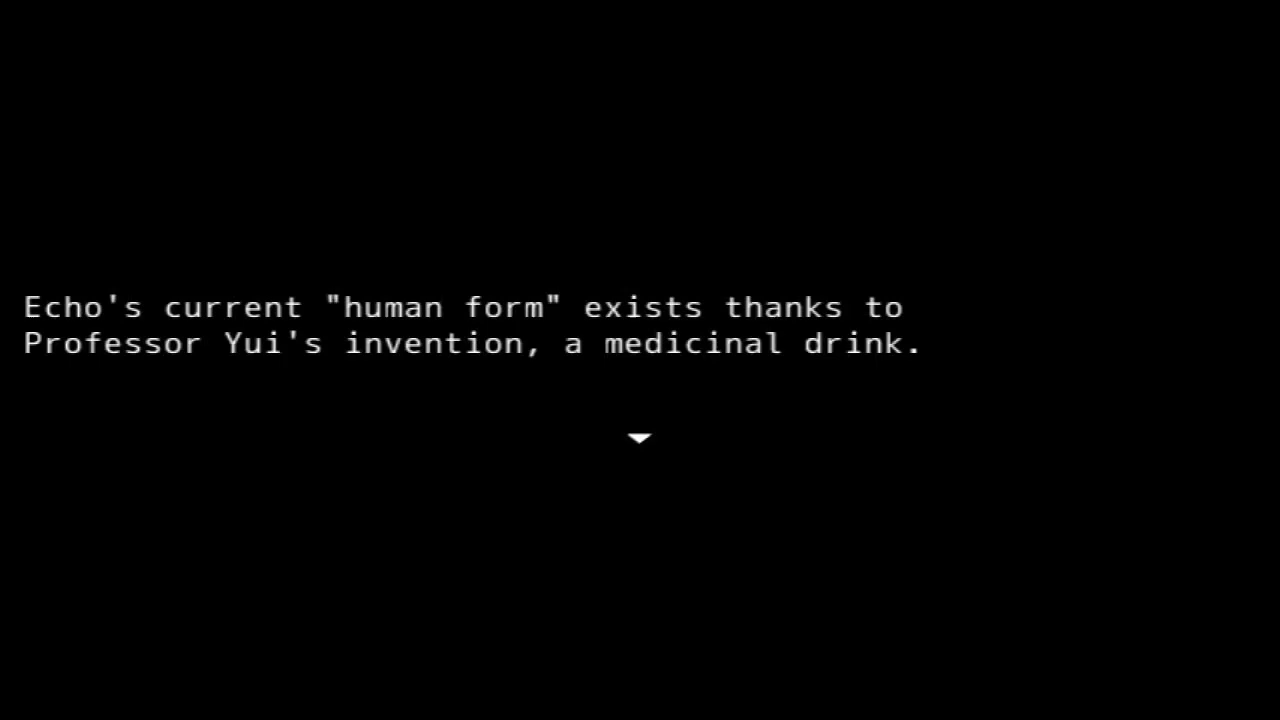 Echo's current "human form" exists thanks to
Professor Yui's invention, a medicinal drink.